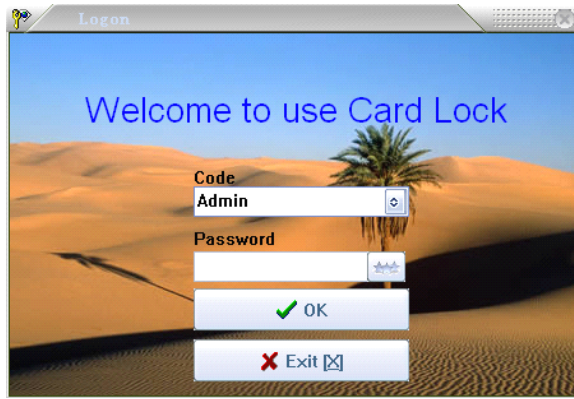 Logon
Welcome to use Card Lock
Code
Admin
Password
OK
Exit [X]